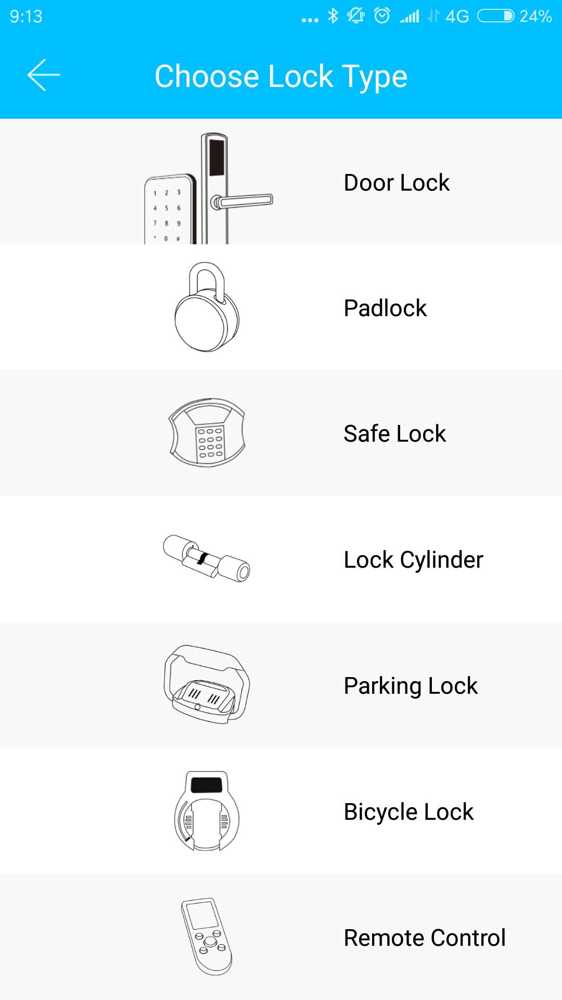 9:13 ... 4G 24%
Choose Lock Type
1 2 3
4 5 6
7 8 9
* 0 #
Door Lock
Padlock
Safe Lock
Lock Cylinder
Parking Lock
Bicycle Lock
Remote Control